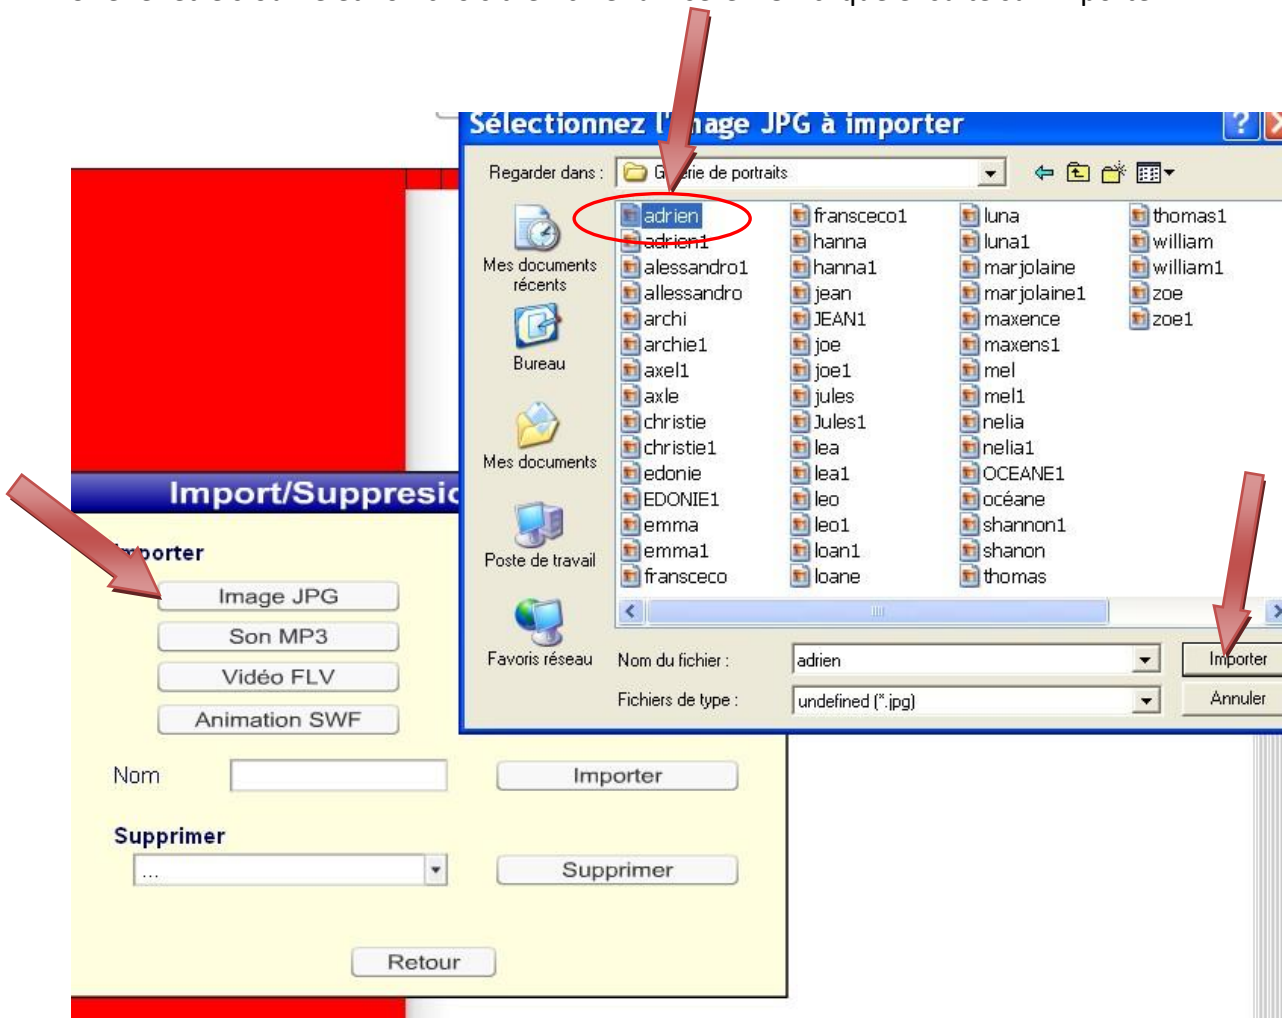 Sélectionnez l'image JPG à importer
Regarder dans :
Galerie de portraits
Mes documents
récents
Bureau
Mes documents
Poste de travail
Favoris réseau
adrien
adrien1
alessandro1
allessandro
archi
archie1
axel1
axle
christie
christie1
edonie
EDONIE1
emma
emma1
fransceco
fransceco1
hanna
hanna1
jean
JEAN1
joe
joe1
jules
Jules1
lea
lea1
leo
leo1
loan1
loane
luna
luna1
marjolaine
marjolaine1
maxence
maxens1
mel
mel1
nelia
nelia1
OCEANE1
océane
shannon1
shanon
thomas
thomas1
william
william1
zoe
zoe1
Nom du fichier :
adrien
Importer
Fichiers de type :
undefined (*.jpg)
Annuler
Import/Suppresio
Importer
Image JPG
Son MP3
Vidéo FLV
Animation SWF
Nom
Importer
Supprimer
...
Supprimer
Retour